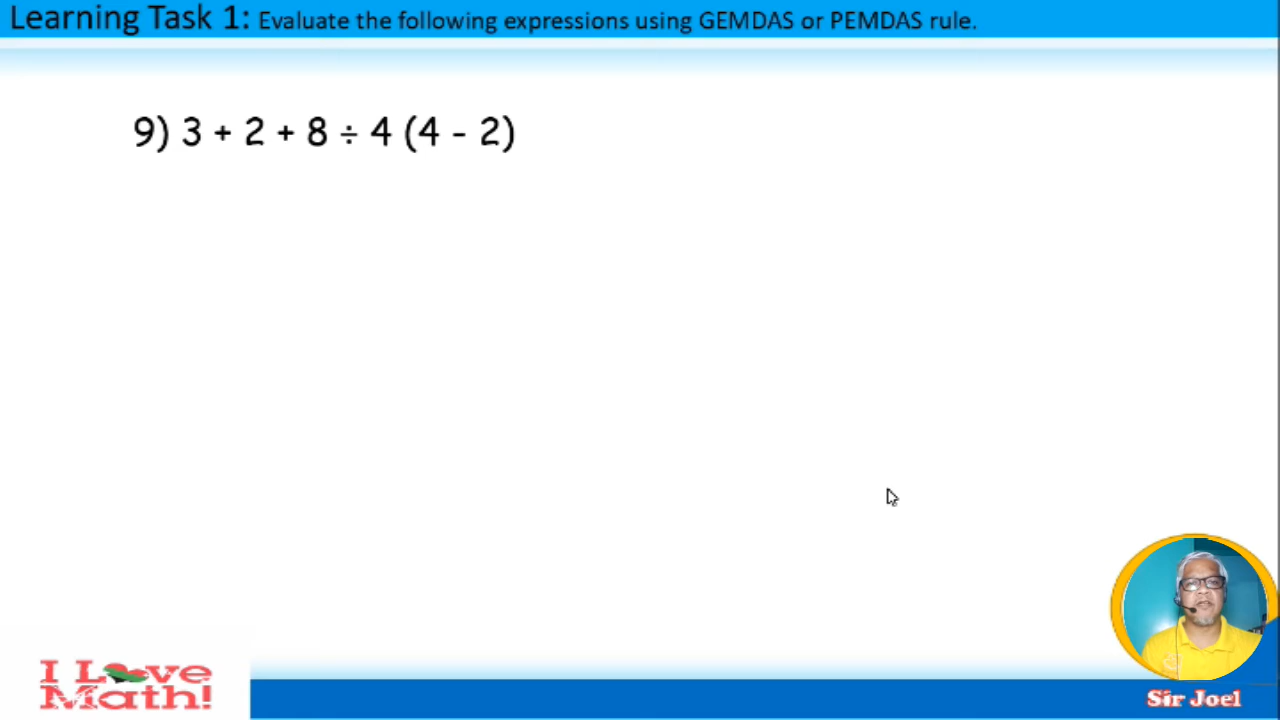 Learning Task 1: Evaluate the following expressions using GEMDAS or PEMDAS rule.
9) 3 + 2 + 8 ÷ 4 (4 - 2)
I Love
Math!
Sir Joel